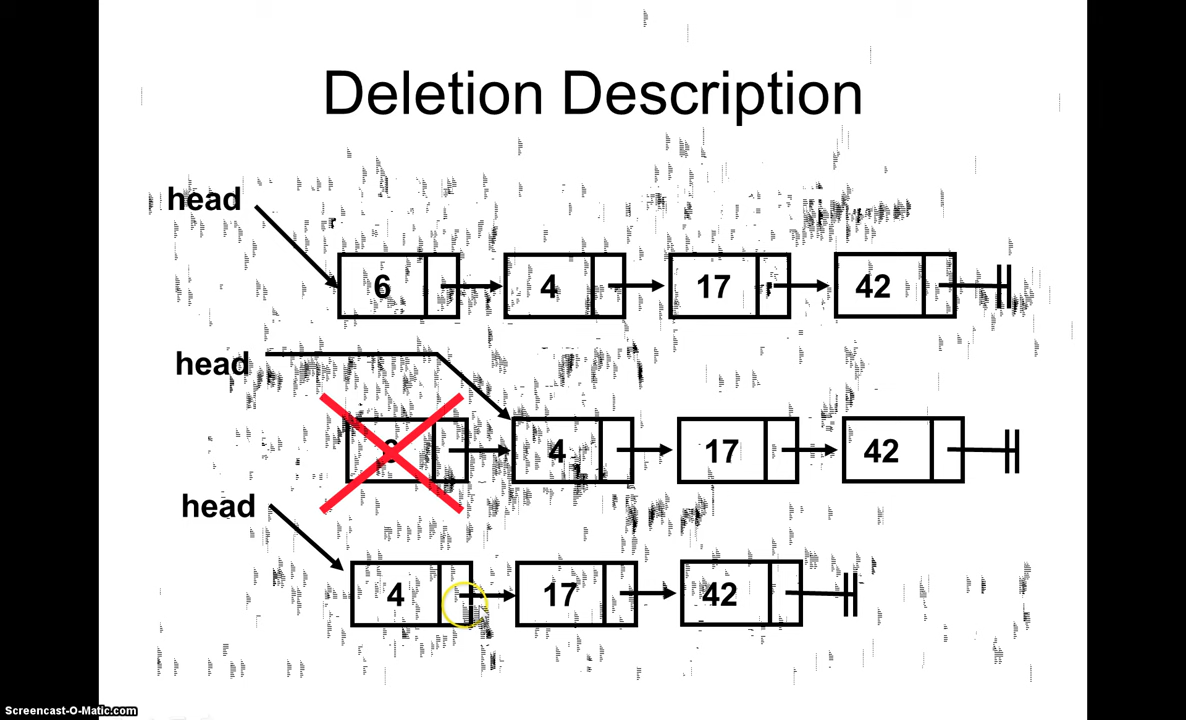 Deletion Description
head
6 4 17 42
head
4 17 42
head
4 17 42
Screencast-O-Matic.com